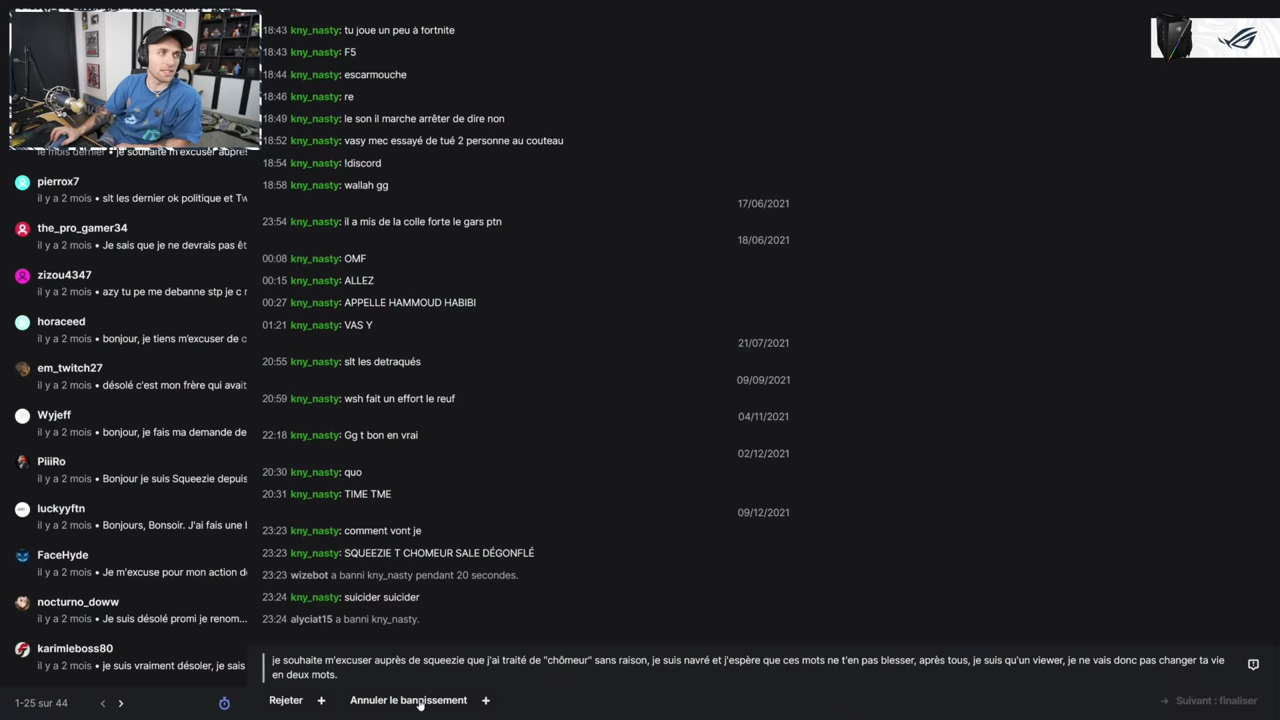 le mois dernier • je souhaite m'excuser auprès
pierrox7
il y a 2 mois • slt les dernier ok politique et Tw
the_pro_gamer34
il y a 2 mois • Je sais que je ne devrais pas êt
zizou4347
il y a 2 mois • azy tu pe me debanne stp je c r
horaceed
il y a 2 mois • bonjour, je tiens m'excuser de c
em_twitch27
il y a 2 mois • désolé c'est mon frère qui avait
Wyjeff
il y a 2 mois • bonjour, je fais ma demande de
PiiiRo
il y a 2 mois • Bonjour je suis Squeezie depuis
luckyyftn
il y a 2 mois • Bonjours, Bonsoir. J'ai fais une
FaceHyde
il y a 2 mois • Je m'excuse pour mon action d
nocturno_doww
il y a 2 mois • Je suis désolé promi je renom...
karimleboss80
il y a 2 mois • je suis vraiment désoler, je sais
1-25 sur 44
18:43 kny_nasty: tu joue un peu à fortnite
18:43 kny_nasty: F5
18:44 kny_nasty: escarmouche
18:46 kny_nasty: re
18:49 kny_nasty: le son il marche arrêter de dire non
18:52 kny_nasty: vasy mec essayé de tué 2 personne au couteau
18:54 kny_nasty: !discord
18:58 kny_nasty: wallah gg
17/06/2021
23:54 kny_nasty: il a mis de la colle forte le gars ptn
18/06/2021
00:08 kny_nasty: OMF
00:15 kny_nasty: ALLEZ
00:27 kny_nasty: APPELLE HAMMOUD HABIBI
01:21 kny_nasty: VAS Y
21/07/2021
20:55 kny_nasty: slt les detraqués
09/09/2021
20:59 kny_nasty: wsh fait un effort le reuf
04/11/2021
22:18 kny_nasty: Gg t bon en vrai
02/12/2021
20:30 kny_nasty: quo
20:31 kny_nasty: TIME TME
09/12/2021
23:23 kny_nasty: comment vont je
23:23 kny_nasty: SQUEEZIE T CHOMEUR SALE DÉGONFLÉ
23:23 wizebot a banni kny_nasty pendant 20 secondes.
23:24 kny_nasty: suicider suicider
23:24 alyciat15 a banni kny_nasty.
je souhaite m'excuser auprès de squeezie que j'ai traité de "chômeur" sans raison, je suis navré et j'espère que ces mots ne t'en pas blesser, après tous, je suis qu'un viewer, je ne vais donc pas changer ta vie
en deux mots.
Rejeter + Annuler le bannissement + → Suivant : finaliser